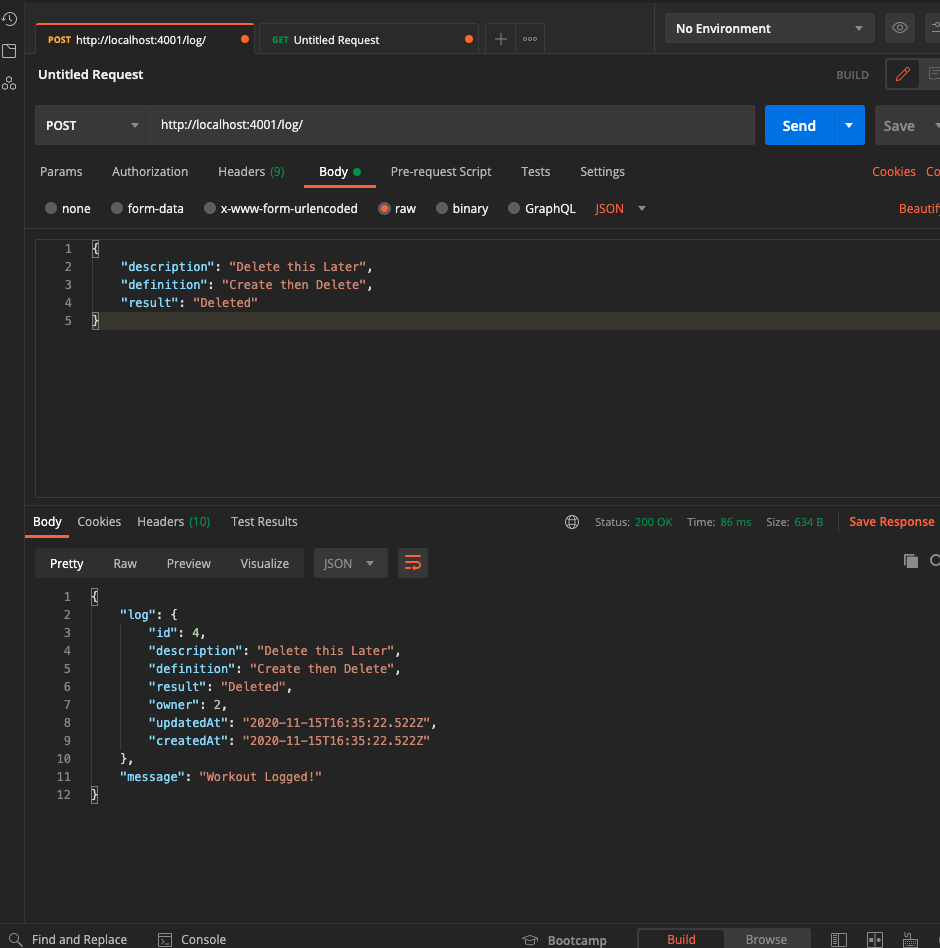 POST http://localhost:4001/log/
GET Untitled Request
No Environment
Untitled Request
BUILD
POST
http://localhost:4001/log/
Send
Save
Params Authorization Headers (9) Body Pre-request Script Tests Settings Cookies Co
none form-data x-www-form-urlencoded raw binary GraphQL JSON Beautify
1 {
2 "description": "Delete this Later",
3 "definition": "Create then Delete",
4 "result": "Deleted"
5 }
Body Cookies Headers (10) Test Results Status: 200 OK Time: 86 ms Size: 634 B Save Response
Pretty Raw Preview Visualize JSON
1 {
2 "log": {
3 "id": 4,
4 "description": "Delete this Later",
5 "definition": "Create then Delete",
6 "result": "Deleted",
7 "owner": 2,
8 "updatedAt": "2020-11-15T16:35:22.522Z",
9 "createdAt": "2020-11-15T16:35:22.522Z"
10 },
11 "message": "Workout Logged!"
12 }
Find and Replace Console Bootcamp Build Browse